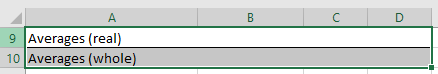 A B C D
9 Averages (real)
10 Averages (whole)